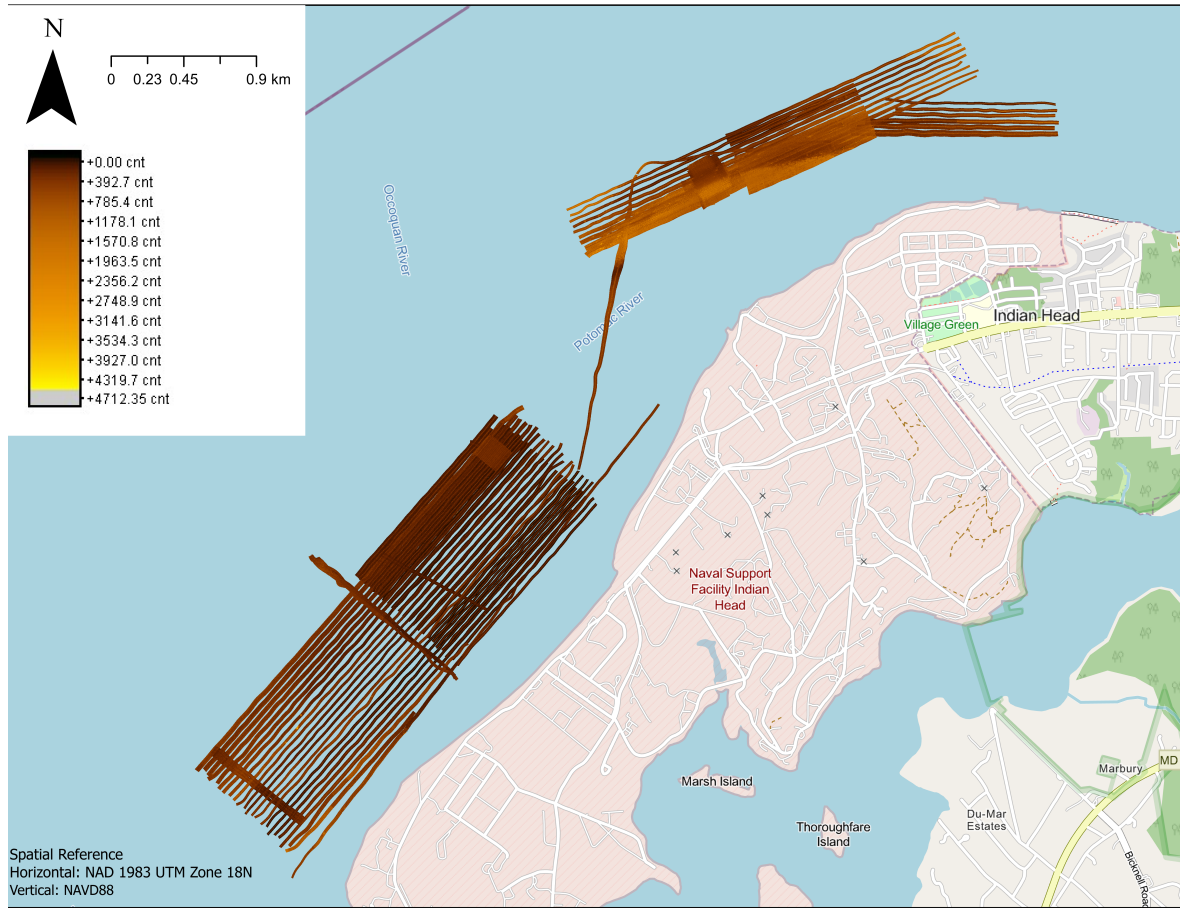 N
0 0.23 0.45 0.9 km
+0.00 cnt
+392.7 cnt
+785.4 cnt
+1178.1 cnt
+1570.8 cnt
+1963.5 cnt
+2356.2 cnt
+2748.9 cnt
+3141.6 cnt
+3534.3 cnt
+3927.0 cnt
+4319.7 cnt
+4712.35 cnt
Occoquan River
Potomac River
Village Green
Indian Head
Naval Support
Facility Indian
Head
Marsh Island
Thoroughfare
Island
Du-Mar
Estates
Marbury
MD
Bicknell Roa
Spatial Reference
Horizontal: NAD 1983 UTM Zone 18N
Vertical: NAVD88